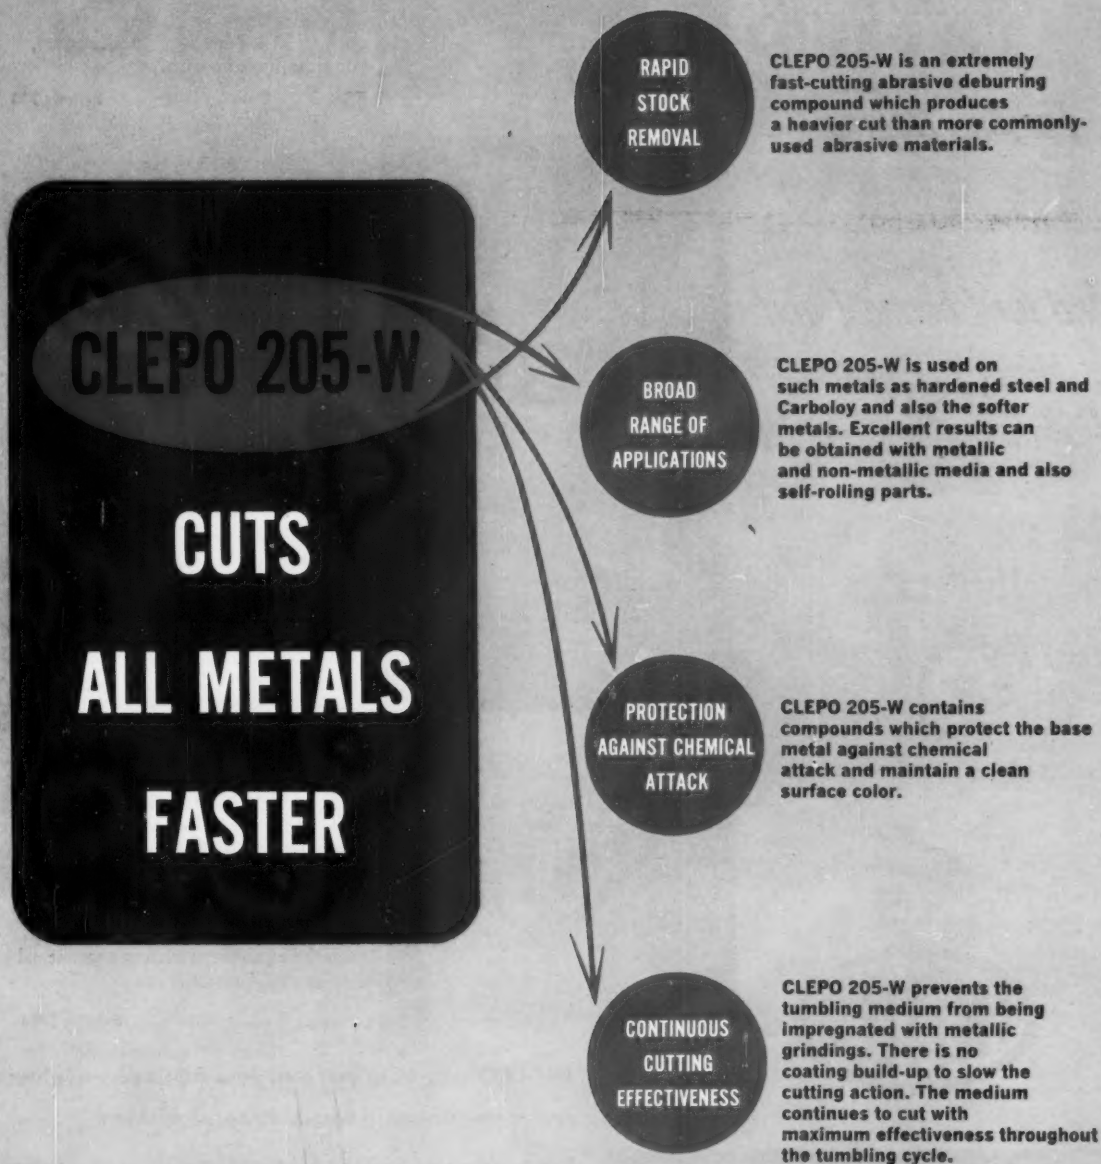 CLEPO 205-W
CUTS
ALL METALS
FASTER
RAPID
STOCK
REMOVAL
CLEPO 205-W is an extremely
fast-cutting abrasive deburring
compound which produces
a heavier cut than more commonly-
used abrasive materials.
BROAD
RANGE OF
APPLICATIONS
CLEPO 205-W is used on
such metals as hardened steel and
Carboloy and also the softer
metals. Excellent results can
be obtained with metallic
and non-metallic media and also
self-rolling parts.
PROTECTION
AGAINST CHEMICAL
ATTACK
CLEPO 205-W contains
compounds which protect the base
metal against chemical
attack and maintain a clean
surface color.
CONTINUOUS
CUTTING
EFFECTIVENESS
CLEPO 205-W prevents the
tumbling medium from being
impregnated with metallic
grindings. There is no
coating build-up to slow the
cutting action. The medium
continues to cut with
maximum effectiveness throughout
the tumbling cycle.